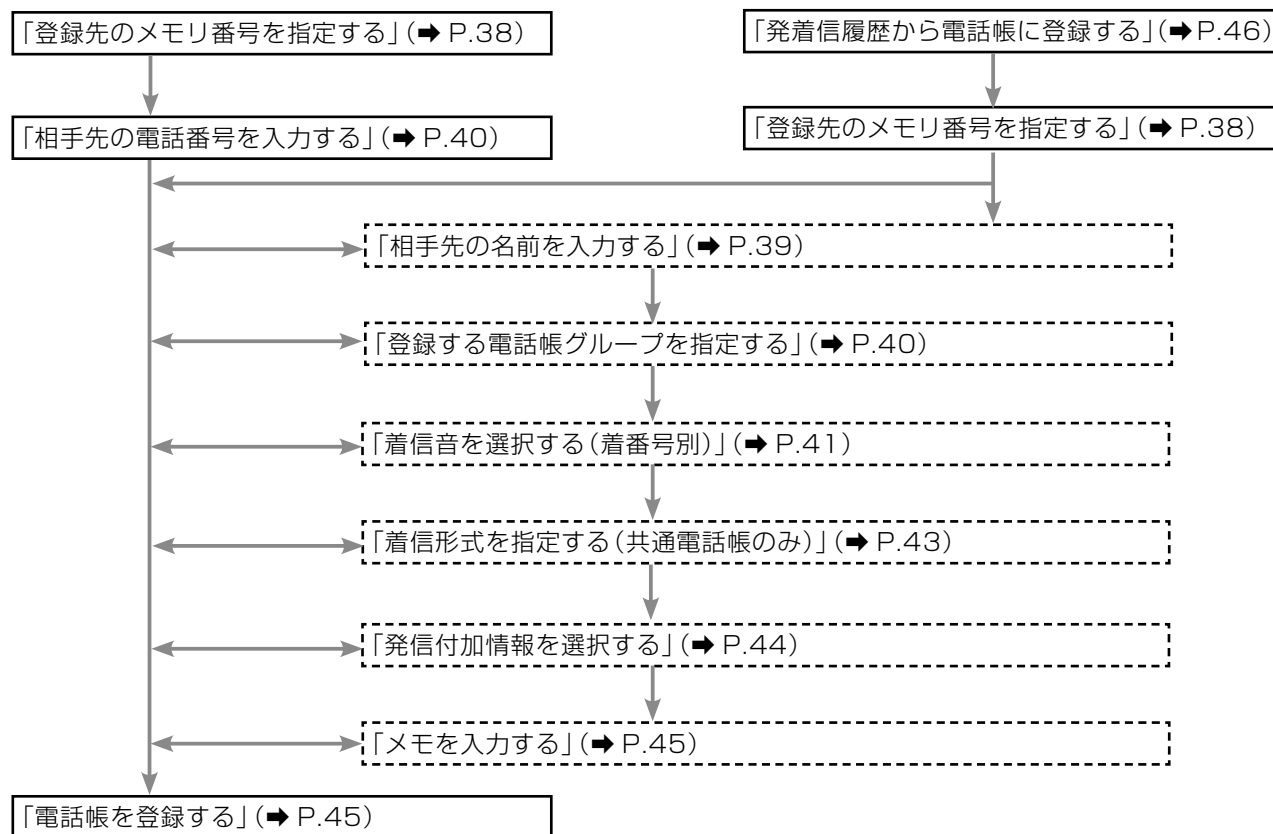 「登録先のメモリ番号を指定する」(➡ P.38)
「発着信履歴から電話帳に登録する」(➡P.46)
「相手先の電話番号を入力する」(➡ P.40)
「登録先のメモリ番号を指定する」(➡ P.38)
「相手先の名前を入力する」(➡ P.39)
「登録する電話帳グループを指定する」(➡ P.40)
「着信音を選択する(着番号別)」(➡ P.41)
「着信形式を指定する(共通電話帳のみ)」(➡ P.43)
「発信付加情報を選択する」(➡ P.44)
「メモを入力する」(➡ P.45)
「電話帳を登録する」(➡ P.45)